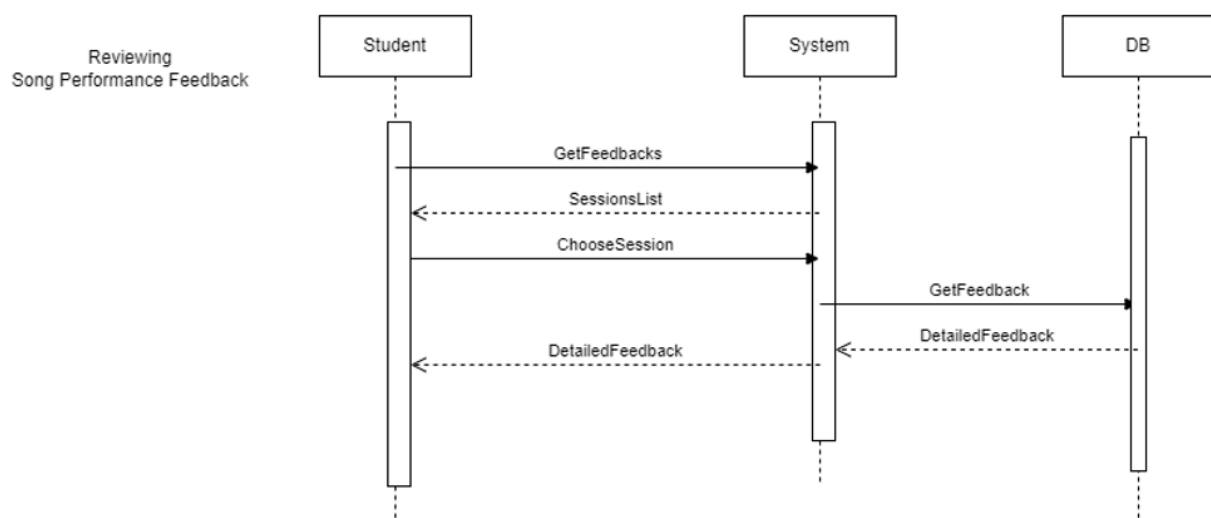 Student
System
DB
Reviewing
Song Performance Feedback
GetFeedbacks
SessionsList
ChooseSession
GetFeedback
DetailedFeedback
DetailedFeedback